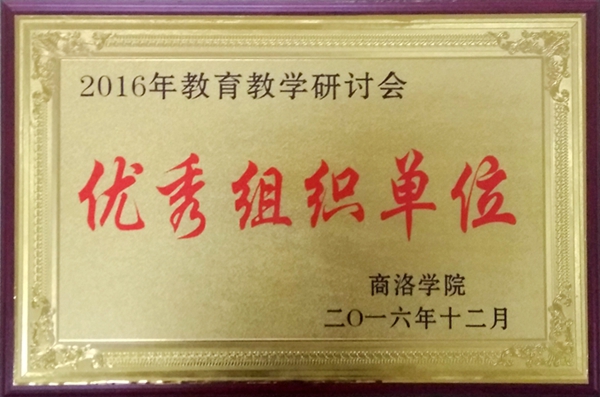 2016年教育教学研讨会
优秀组织单位
商洛学院
二〇一六年十二月